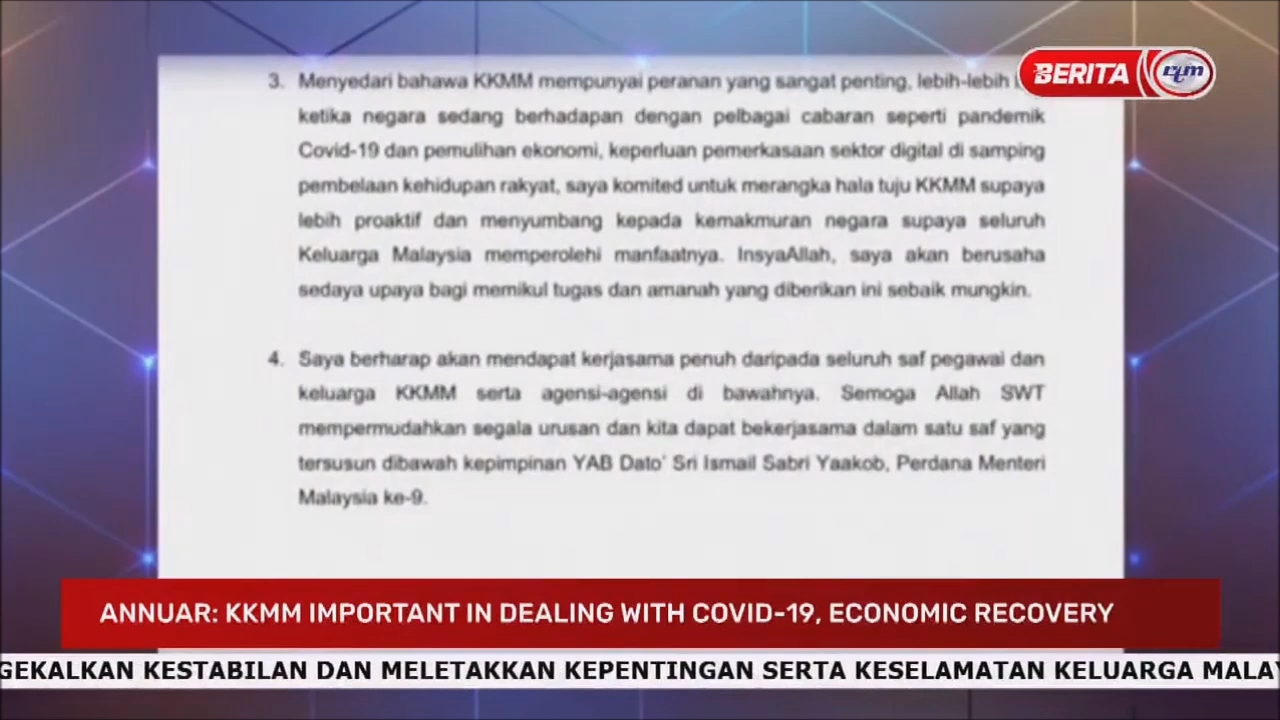 BERITA rtm
3. Menyedari bahawa KKMM mempunyai peranan yang sangat penting, lebih-lebih
ketika negara sedang berhadapan dengan pelbagai cabaran seperti pandemik
Covid-19 dan pemulihan ekonomi, keperluan pemerkasaan sektor digital di samping
pembelaan kehidupan rakyat, saya komited untuk merangka hala tuju KKMM supaya
lebih proaktif dan menyumbang kepada kemakmuran negara supaya seluruh
Keluarga Malaysia memperolehi manfaatnya. InsyaAllah, saya akan berusaha
sedaya upaya bagi memikul tugas dan amanah yang diberikan ini sebaik mungkin.
4. Saya berharap akan mendapat kerjasama penuh daripada seluruh saf pegawai dan
keluarga KKMM serta agensi-agensi di bawahnya. Semoga Allah SWT
mempermudahkan segala urusan dan kita dapat bekerjasama dalam satu saf yang
tersusun dibawah kepimpinan YAB Dato' Sri Ismail Sabri Yaakob, Perdana Menteri
Malaysia ke-9.
ANNUAR: KKMM IMPORTANT IN DEALING WITH COVID-19, ECONOMIC RECOVERY
GEKALKAN KESTABILAN DAN MELETAKKAN KEPENTINGAN SERTA KESELAMATAN KELUARGA MALAY